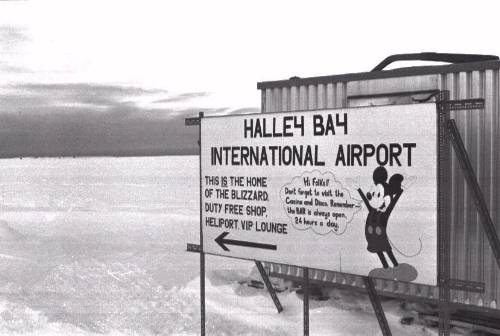 HALLEY BAY
INTERNATIONAL AIRPORT
THIS IS THE HOME
OF THE BLIZZARD.
DUTY FREE SHOP.
HELIPORT. VIP LOUNGE
Hi Folks!!
Don't forget to visit the
Casino and Disco. Remember—
the BAR is always open,
24 hours a day.